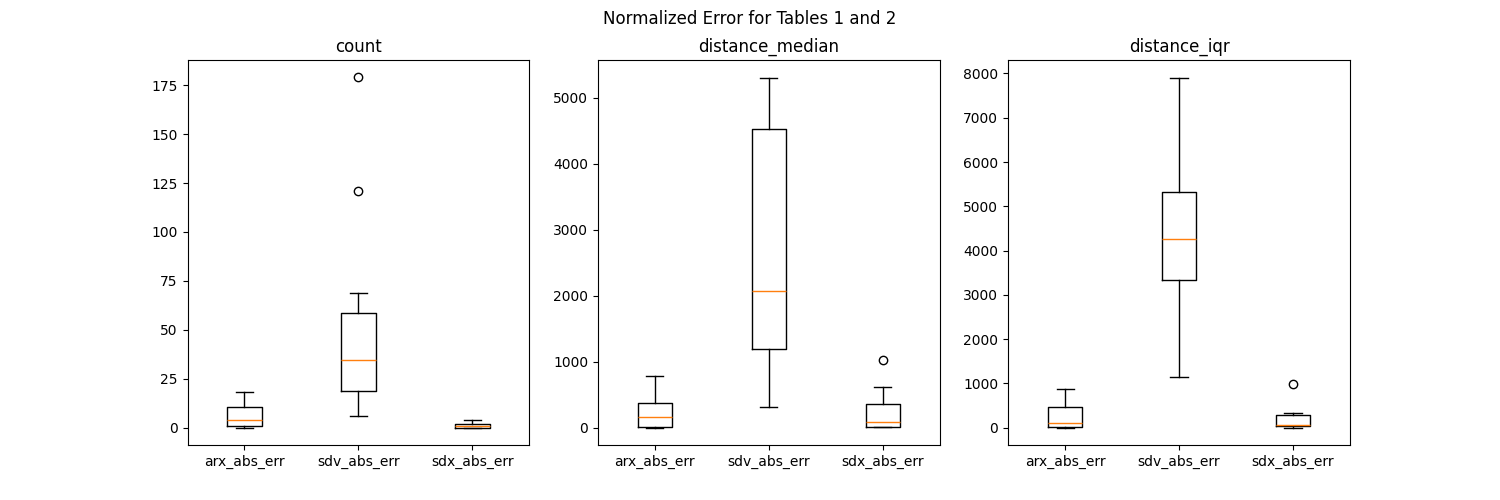 Normalized Error for Tables 1 and 2
count
distance_median
distance_iqr
175
150
125
100
75
50
25
0
arx_abs_err
sdv_abs_err
sdx_abs_err
5000
4000
3000
2000
1000
0
arx_abs_err
sdv_abs_err
sdx_abs_err
8000
7000
6000
5000
4000
3000
2000
1000
0
arx_abs_err
sdv_abs_err
sdx_abs_err